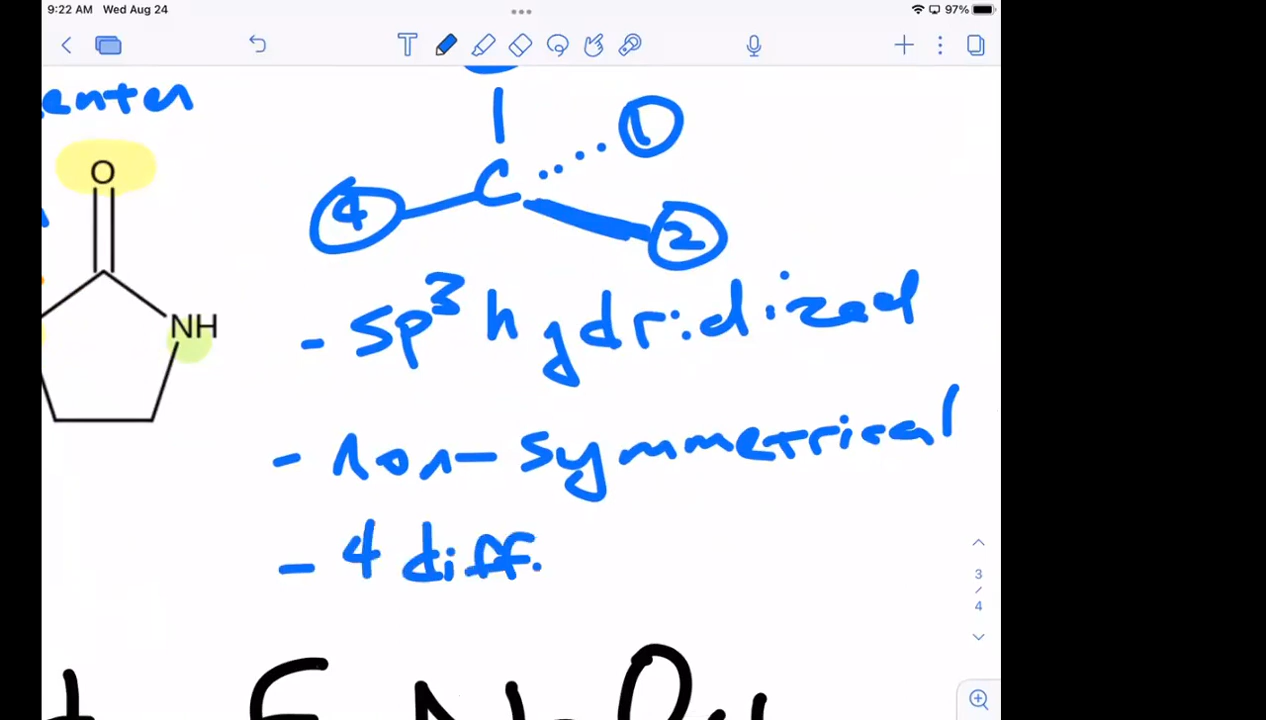 9:22 AM Wed Aug 24
97%
T
enter
O
1
C
4
2
NH
- sp³ hydridized
- non-symmetrical
- 4 diff.
3
/
4